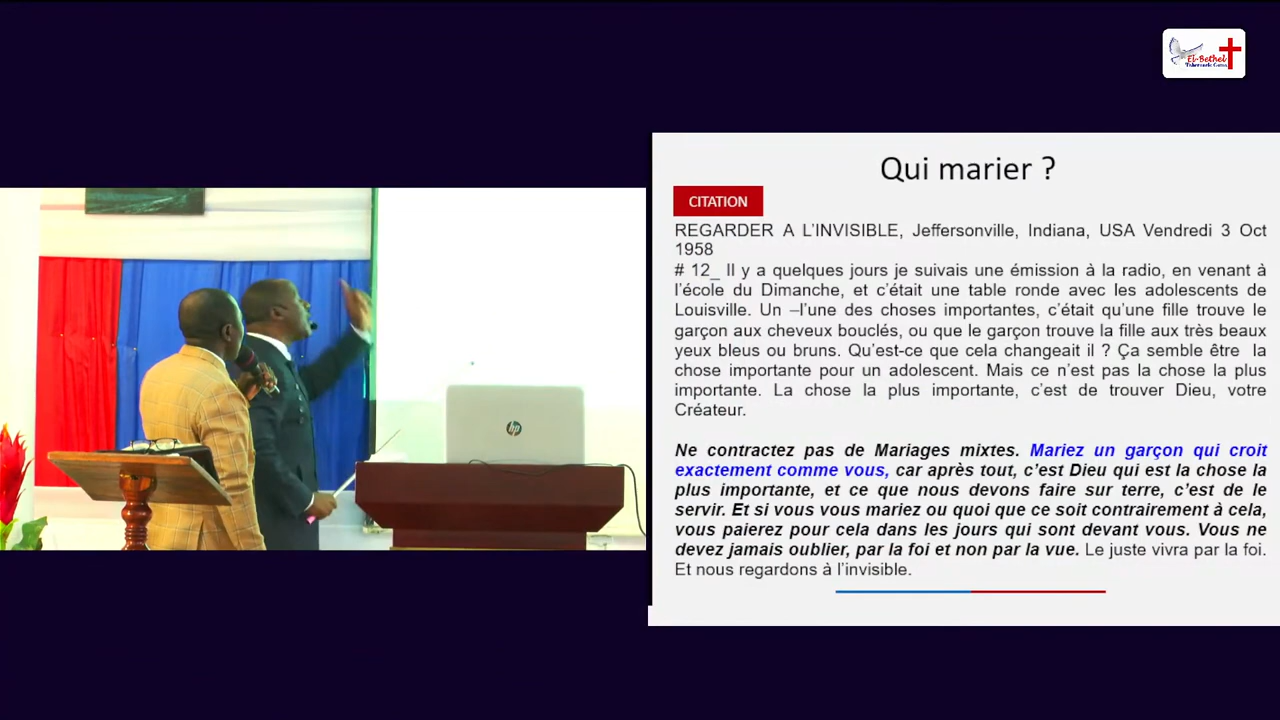 El-Bethel
Tabernacle Goma
Qui marier ?
CITATION
REGARDER A L'INVISIBLE, Jeffersonville, Indiana, USA Vendredi 3 Oct
1958
# 12_ Il y a quelques jours je suivais une émission à la radio, en venant à
l'école du Dimanche, et c'était une table ronde avec les adolescents de
Louisville. Un –l'une des choses importantes, c'était qu'une fille trouve le
garçon aux cheveux bouclés, ou que le garçon trouve la fille aux très beaux
yeux bleus ou bruns. Qu'est-ce que cela changeait il ? Ça semble être la
chose importante pour un adolescent. Mais ce n'est pas la chose la plus
importante. La chose la plus importante, c'est de trouver Dieu, votre
Créateur.
Ne contractez pas de Mariages mixtes. Mariez un garçon qui croit
exactement comme vous, car après tout, c'est Dieu qui est la chose la
plus importante, et ce que nous devons faire sur terre, c'est de le
servir. Et si vous vous mariez ou quoi que ce soit contrairement à cela,
vous paierez pour cela dans les jours qui sont devant vous. Vous ne
devez jamais oublier, par la foi et non par la vue. Le juste vivra par la foi.
Et nous regardons à l'invisible.
hp